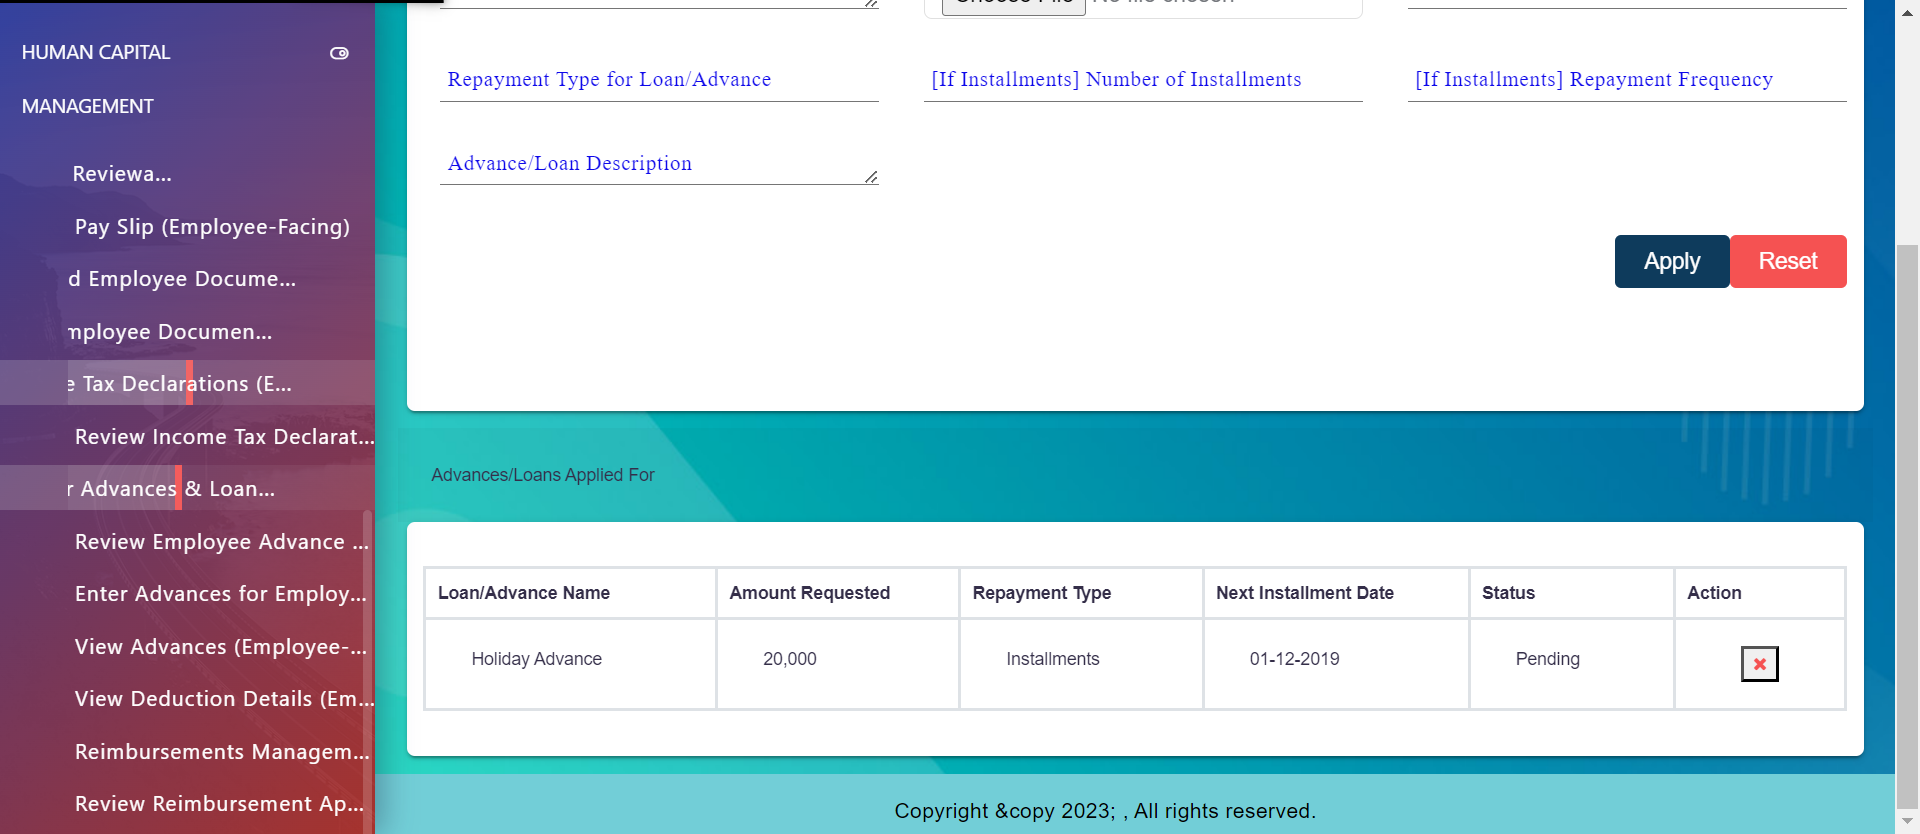 HUMAN CAPITAL
MANAGEMENT
Reviewa...
Pay Slip (Employee-Facing)
d Employee Docume...
mployee Documen...
e Tax Declarations (E...
Review Income Tax Declarat...
r Advances & Loan...
Review Employee Advance ...
Enter Advances for Employ...
View Advances (Employee-...
View Deduction Details (Em...
Reimbursements Managem...
Review Reimbursement Ap...
Choose File No file chosen
Repayment Type for Loan/Advance [If Installments] Number of Installments [If Installments] Repayment Frequency
Advance/Loan Description
Apply Reset
Advances/Loans Applied For
Loan/Advance Name Amount Requested Repayment Type Next Installment Date Status Action
Holiday Advance 20,000 Installments 01-12-2019 Pending
Copyright &copy 2023; , All rights reserved.